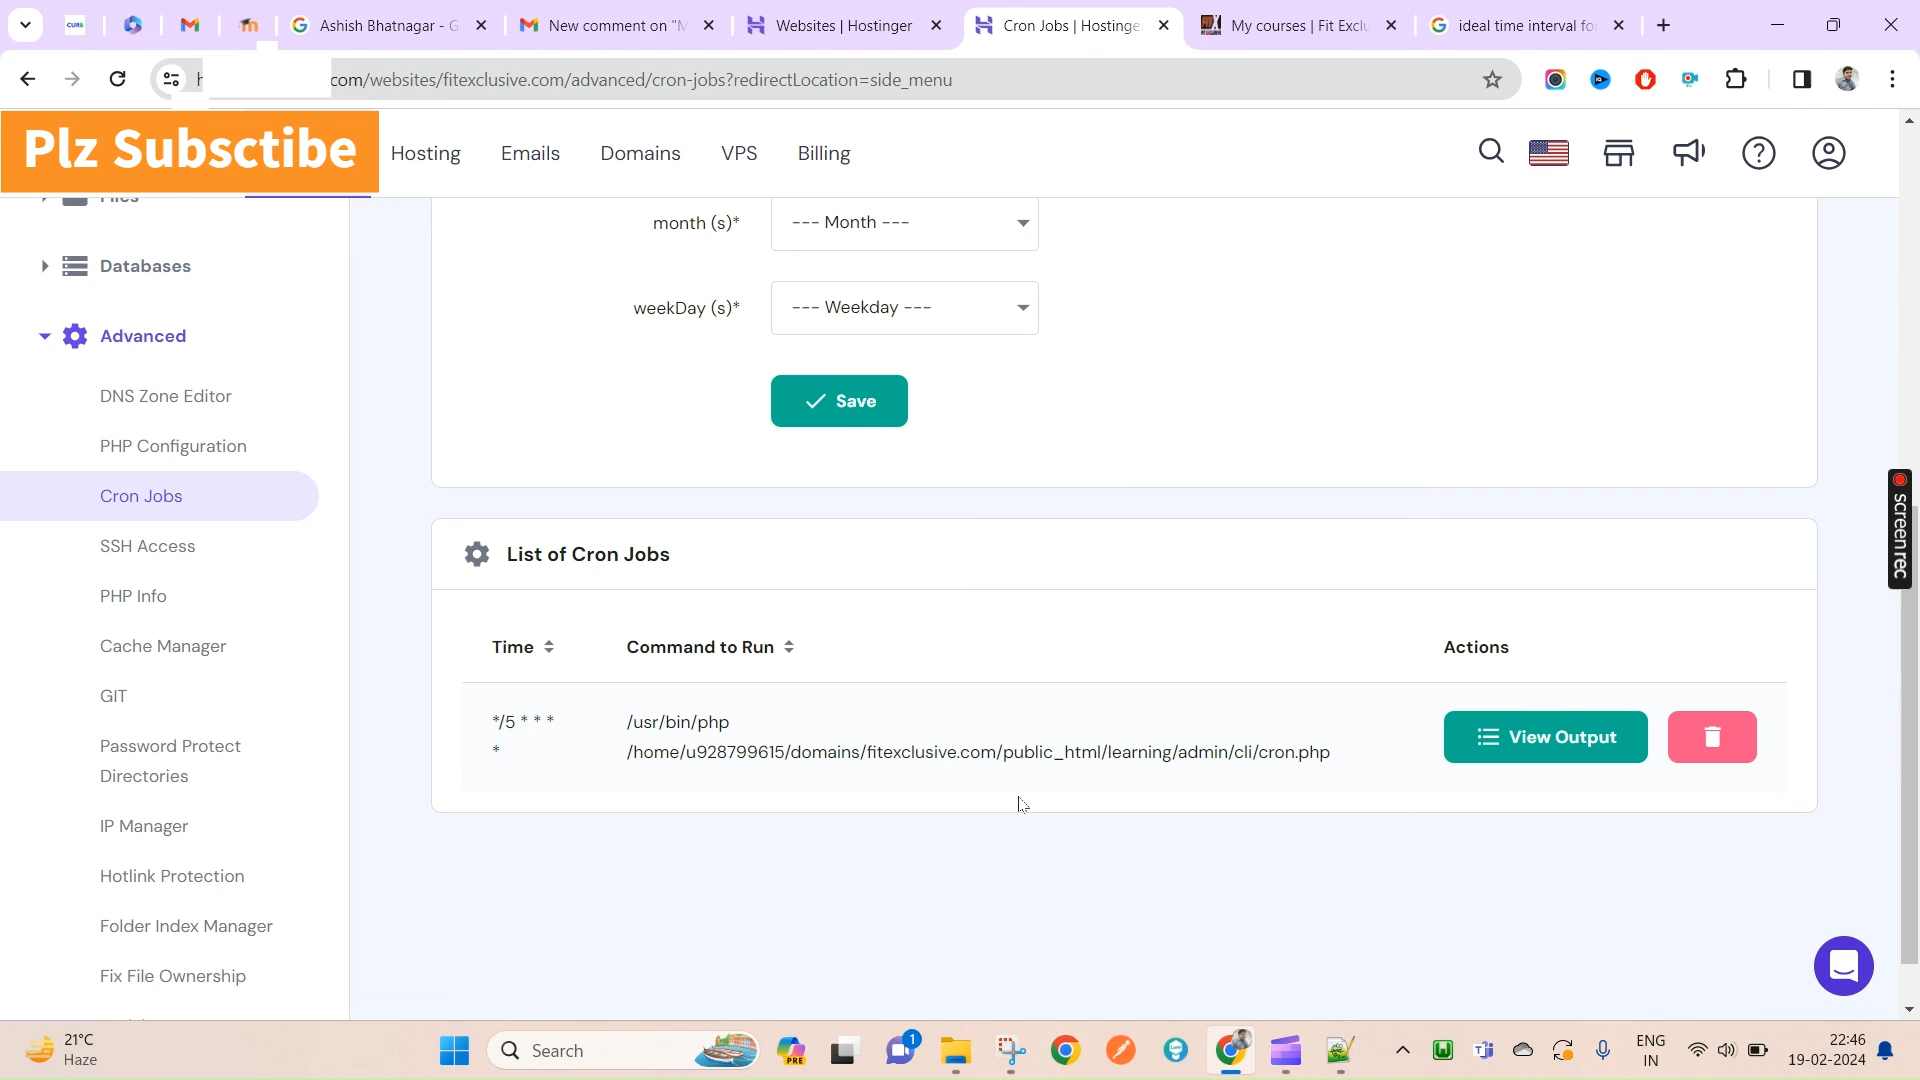 CURB
Ashish Bhatnagar - G
New comment on "M
Websites | Hostinger
Cron Jobs | Hostinge
My courses | Fit Exclu
ideal time interval fo
com/websites/fitexclusive.com/advanced/cron-jobs?redirectLocation=side_menu
Plz Subsctibe
Hosting
Emails
Domains
VPS
Billing
Files
month (s)*
--- Month ---
Databases
weekDay (s)*
--- Weekday ---
Advanced
Save
DNS Zone Editor
PHP Configuration
Cron Jobs
SSH Access
PHP Info
Cache Manager
GIT
Password Protect
Directories
IP Manager
Hotlink Protection
Folder Index Manager
Fix File Ownership
List of Cron Jobs
Time
Command to Run
Actions
*/5 * * *
*
/usr/bin/php
/home/u928799615/domains/fitexclusive.com/public_html/learning/admin/cli/cron.php
View Output
screenrec
21°C
Haze
Search
PRE
1
ENG
IN
22:46
19-02-2024